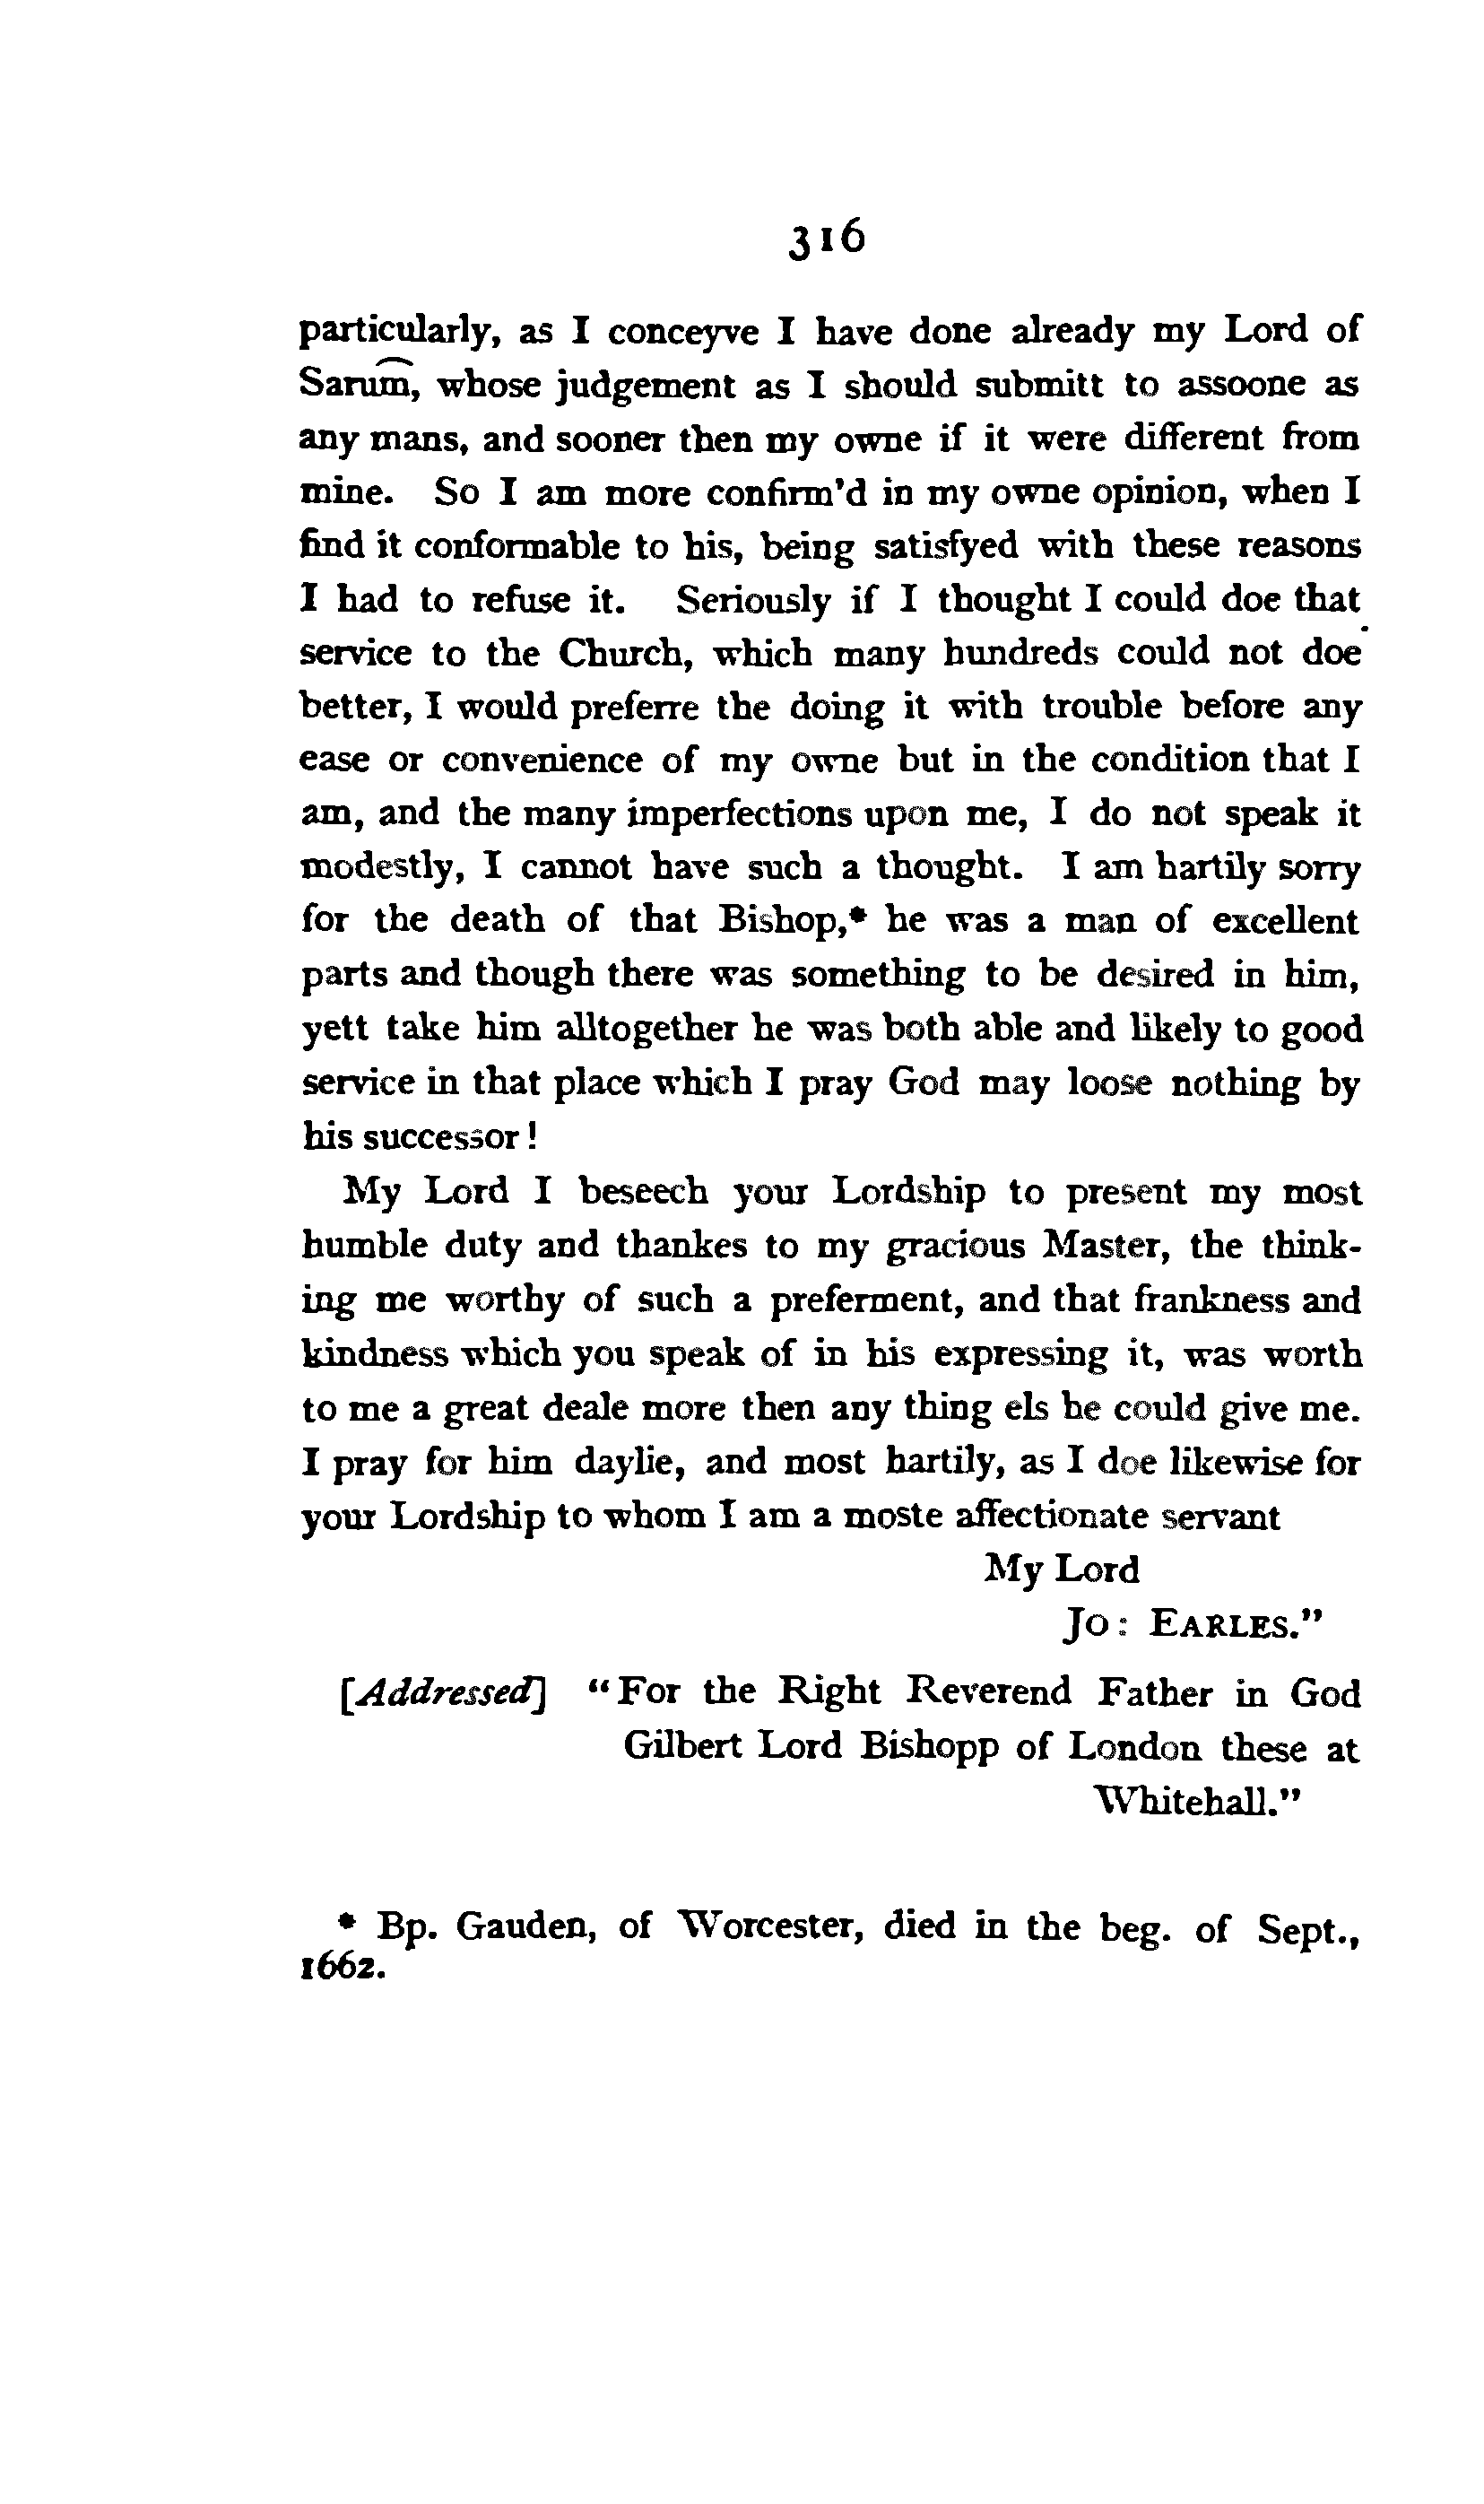 316
particularly, as I conceyve I have done already my Lord of
Sarum̑, whose judgement as I should submitt to assoone as
any mans, and sooner then my owne if it were different from
mine. So I am more confirm'd in my owne opinion, when I
find it conformable to his, being satisfyed with these reasons
I had to refuse it. Seriously if I thought I could doe that
service to the Church, which many hundreds could not doe
better, I would preferre the doing it with trouble before any
ease or convenience of my owne but in the condition that I
am, and the many imperfections upon me, I do not speak it
modestly, I cannot have such a thought. I am hartily sorry
for the death of that Bishop,* he was a man of excellent
parts and though there was something to be desired in him,
yett take him alltogether he was both able and likely to good
service in that place which I pray God may loose nothing by
his successor!
My Lord I beseech your Lordship to present my most
humble duty and thankes to my gracious Master, the think-
ing me worthy of such a preferment, and that frankness and
kindness which you speak of in his expressing it, was worth
to me a great deale more then any thing els he could give me.
I pray for him daylie, and most hartily, as I doe likewise for
your Lordship to whom I am a moste affectionate servant
My Lord
Jo: EARLES."
[Addressed] "For the Right Reverend Father in God
Gilbert Lord Bishopp of London these at
Whitehall."
* Bp. Gauden, of Worcester, died in the beg. of Sept.,
1662.